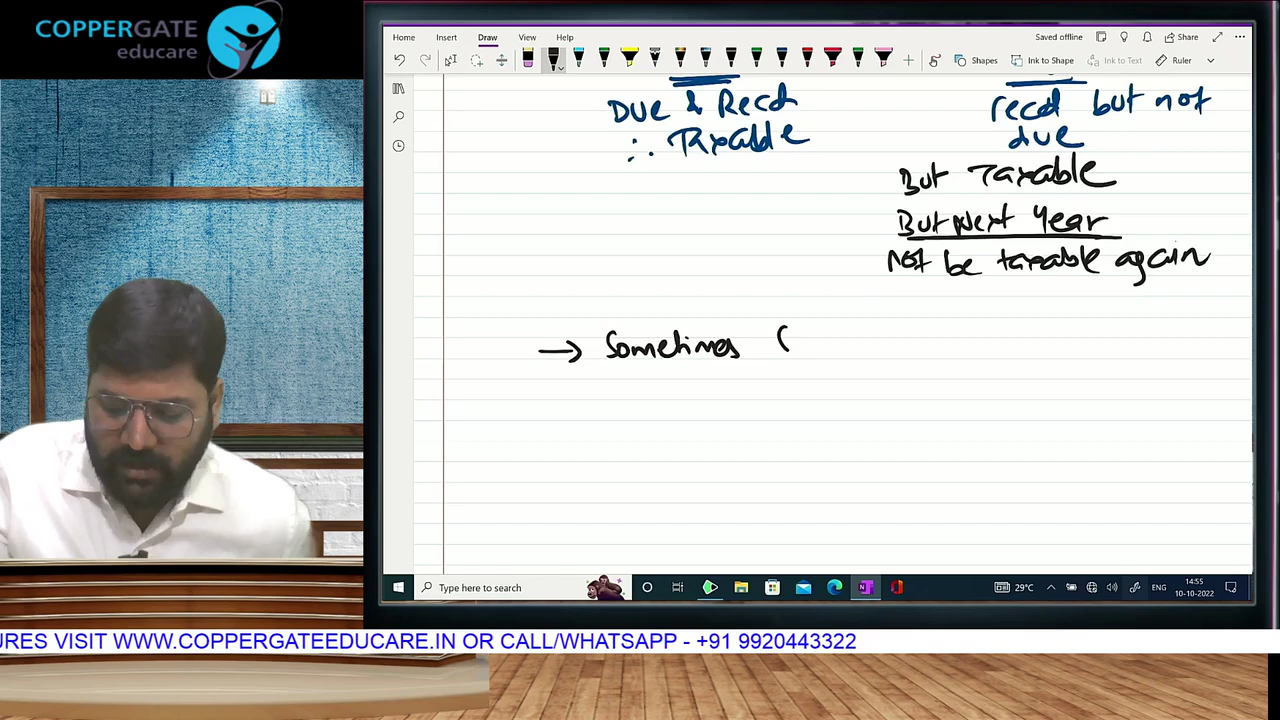 COPPERGATE
educare
Home Insert Draw View Help
Saved offline
Share
Shapes
Ink to Shape
Ink to Text
Ruler
Due & Recd
∴ Taxable
recd but not
due
But Taxable
But Next Year
not be taxable again
→ Sometimes (
Type here to search
29°C
ENG
14:55
10-10-2022
URES VISIT WWW.COPPERGATEEDUCARE.IN OR CALL/WHATSAPP - +91 9920443322